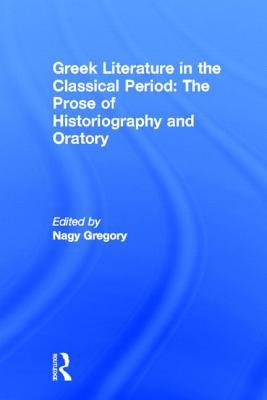 Greek Literature in the
Classical Period: The
Prose of
Historiography and
Oratory
Edited by
Nagy Gregory
R
ROUTLEDGE